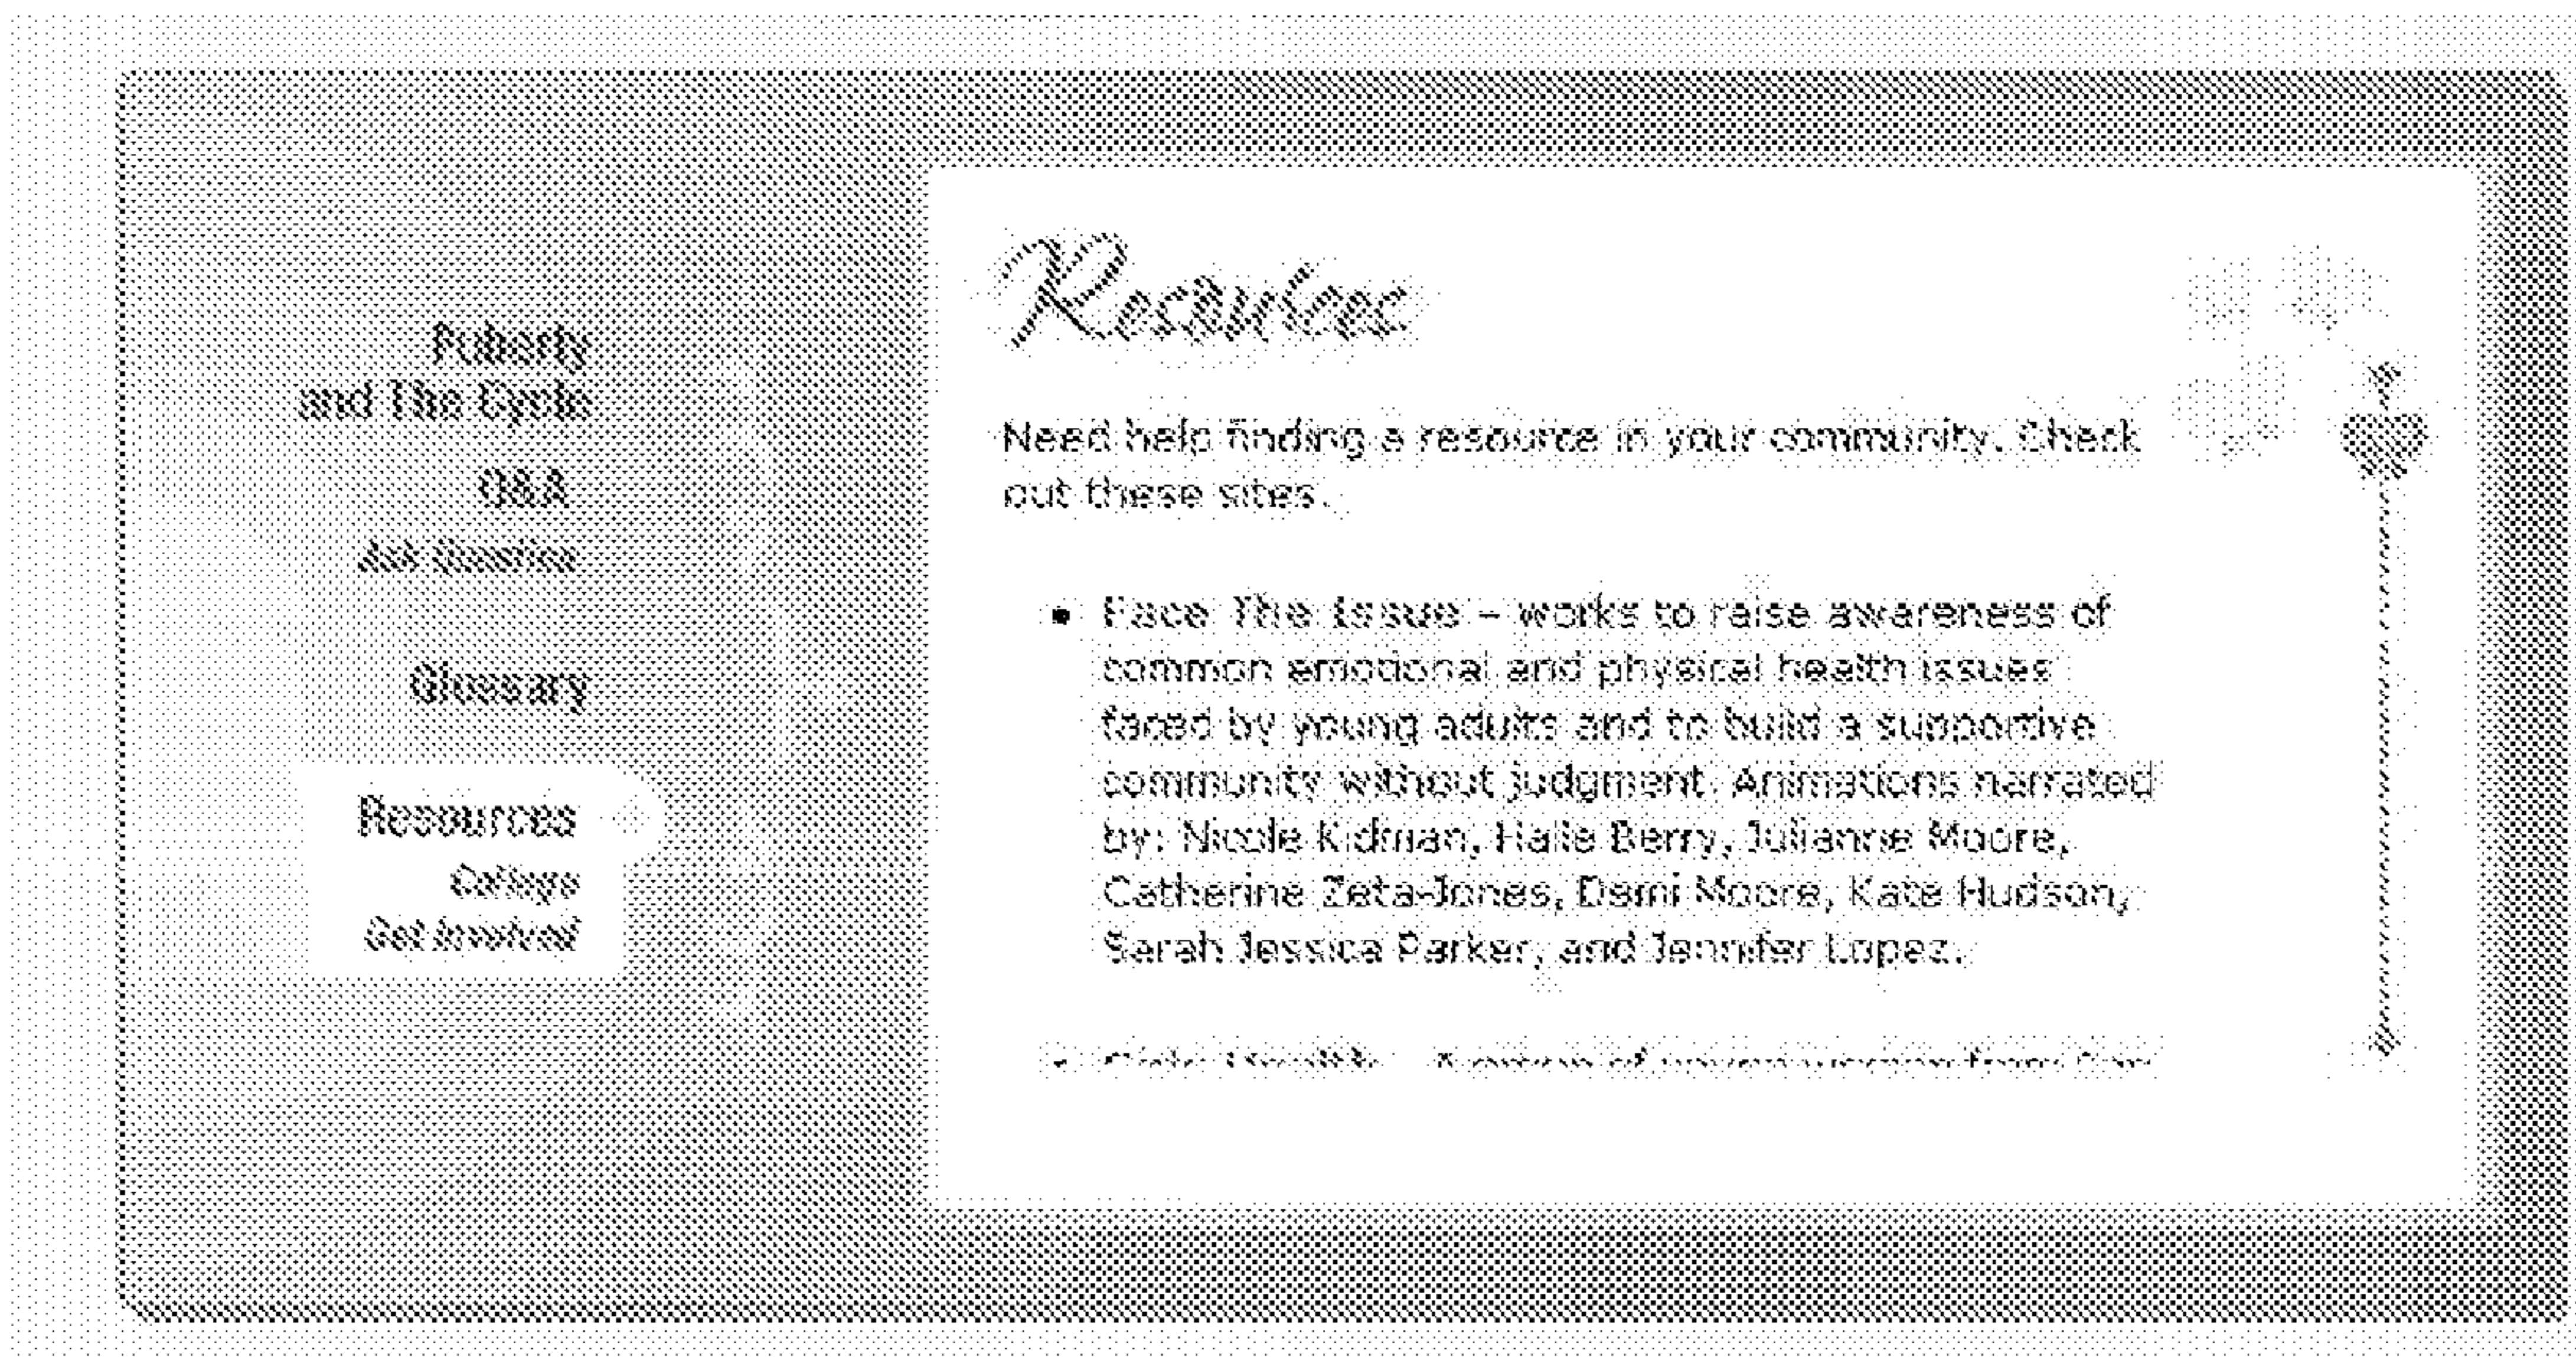 Puberty
and The Cycle
Q&A
Ask Question
Glossary
Resources
College
Get Involved
Resources
Need help finding a resource in your community. Check
out these sites.
• Face The Issue – works to raise awareness of
common emotional and physical health issues
faced by young adults and to build a supportive
community without judgment. Animations narrated
by: Nicole Kidman, Halle Berry, Julianne Moore,
Catherine Zeta-Jones, Demi Moore, Kate Hudson,
Sarah Jessica Parker, and Jennifer Lopez.